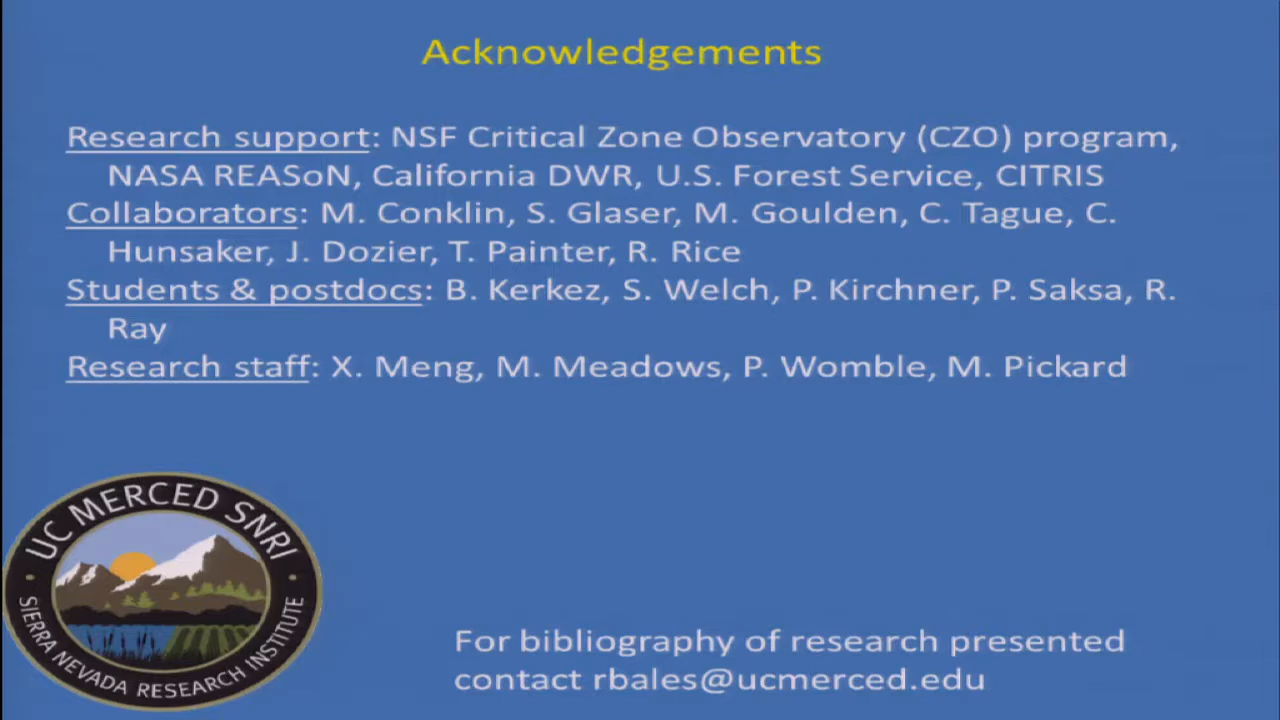 Acknowledgements
Research support: NSF Critical Zone Observatory (CZO) program,
NASA REASoN, California DWR, U.S. Forest Service, CITRIS
Collaborators: M. Conklin, S. Glaser, M. Goulden, C. Tague, C.
Hunsaker, J. Dozier, T. Painter, R. Rice
Students & postdocs: B. Kerkez, S. Welch, P. Kirchner, P. Saksa, R.
Ray
Research staff: X. Meng, M. Meadows, P. Womble, M. Pickard
UC MERCED SNRI
SIERRA NEVADA RESEARCH INSTITUTE
For bibliography of research presented
contact rbales@ucmerced.edu